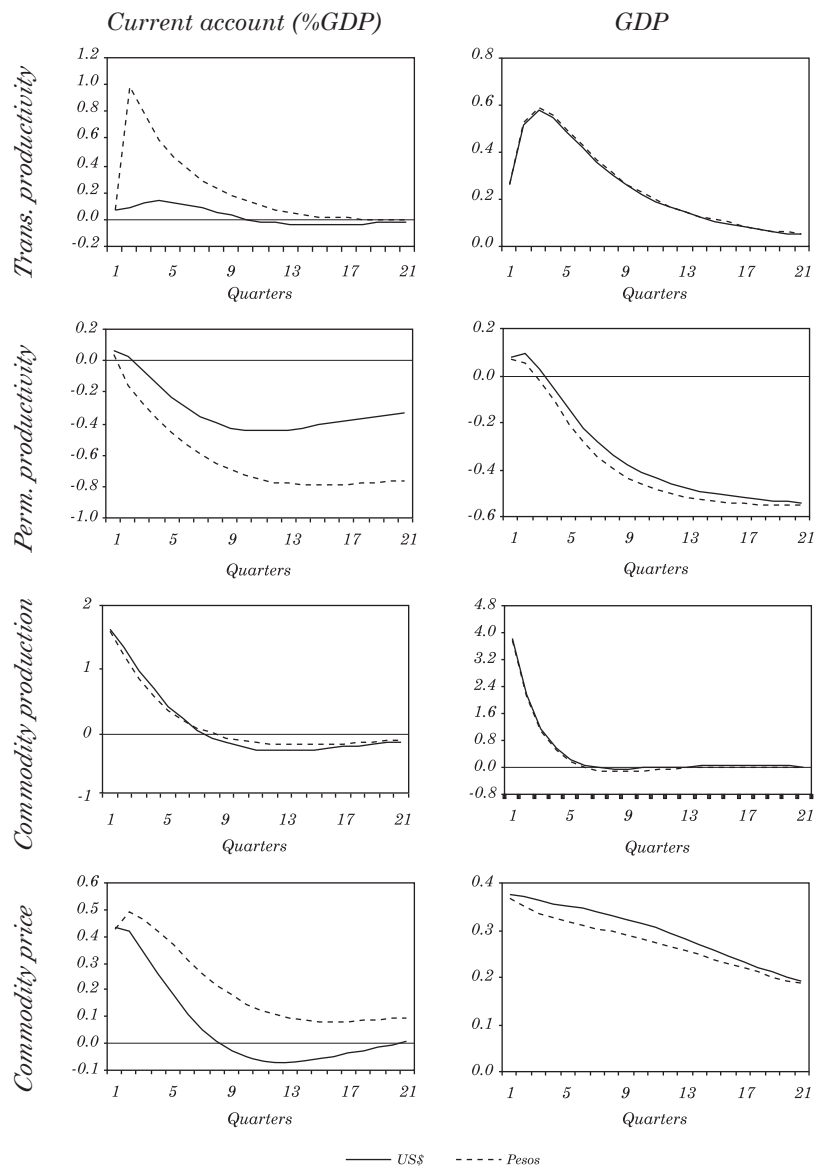 Current account (%GDP)
GDP
Trans. productivity
1.2
1.0
0.8
0.6
0.4
0.2
0.0
-0.2
1 5 9 13 17 21
Quarters
0.8
0.6
0.4
0.2
0.0
1 5 9 13 17 21
Quarters
Perm. productivity
0.2
0.0
-0.2
-0.4
-0.6
-0.8
-1.0
1 5 9 13 17 21
Quarters
0.2
0.0
-0.2
-0.4
-0.6
1 5 9 13 17 21
Quarters
Commodity production
2
1
0
-1
1 5 9 13 17 21
Quarters
4.8
4.0
3.2
2.4
1.6
0.8
0.0
-0.8
1 5 9 13 17 21
Quarters
Commodity price
0.6
0.5
0.4
0.3
0.2
0.1
0.0
-0.1
1 5 9 13 17 21
Quarters
0.4
0.3
0.2
0.1
0.0
1 5 9 13 17 21
Quarters
US$ Pesos